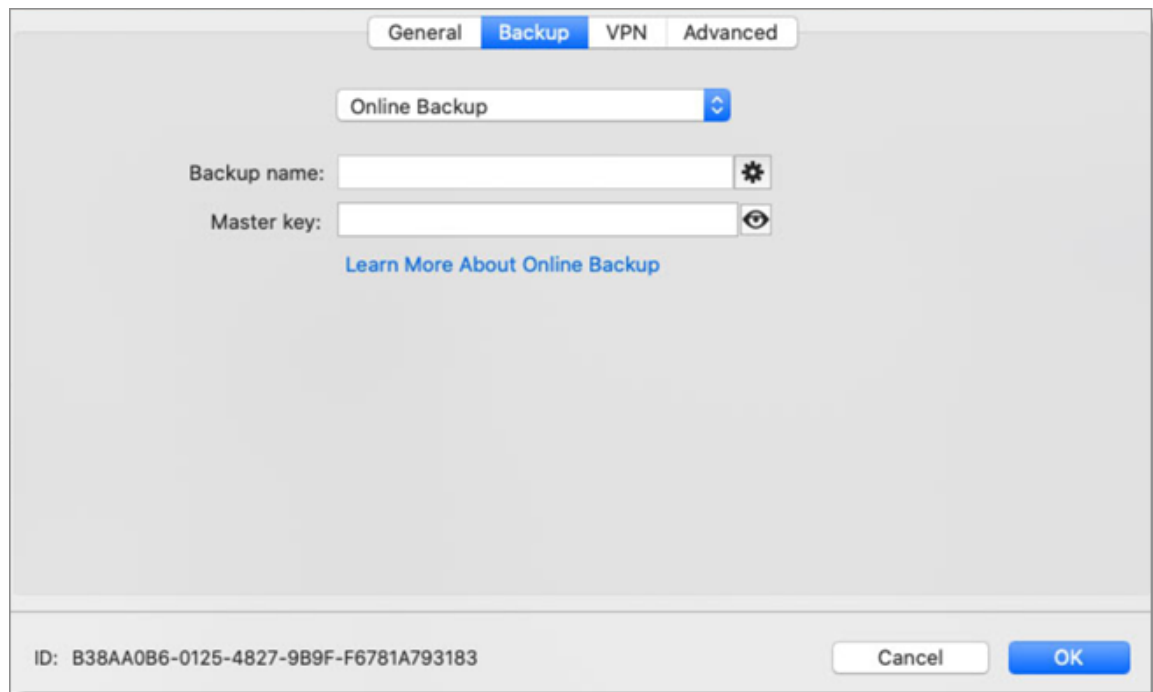 General Backup VPN Advanced
Online Backup
Backup name:
Master key:
Learn More About Online Backup
ID: B38AA0B6-0125-4827-9B9F-F6781A793183 Cancel OK